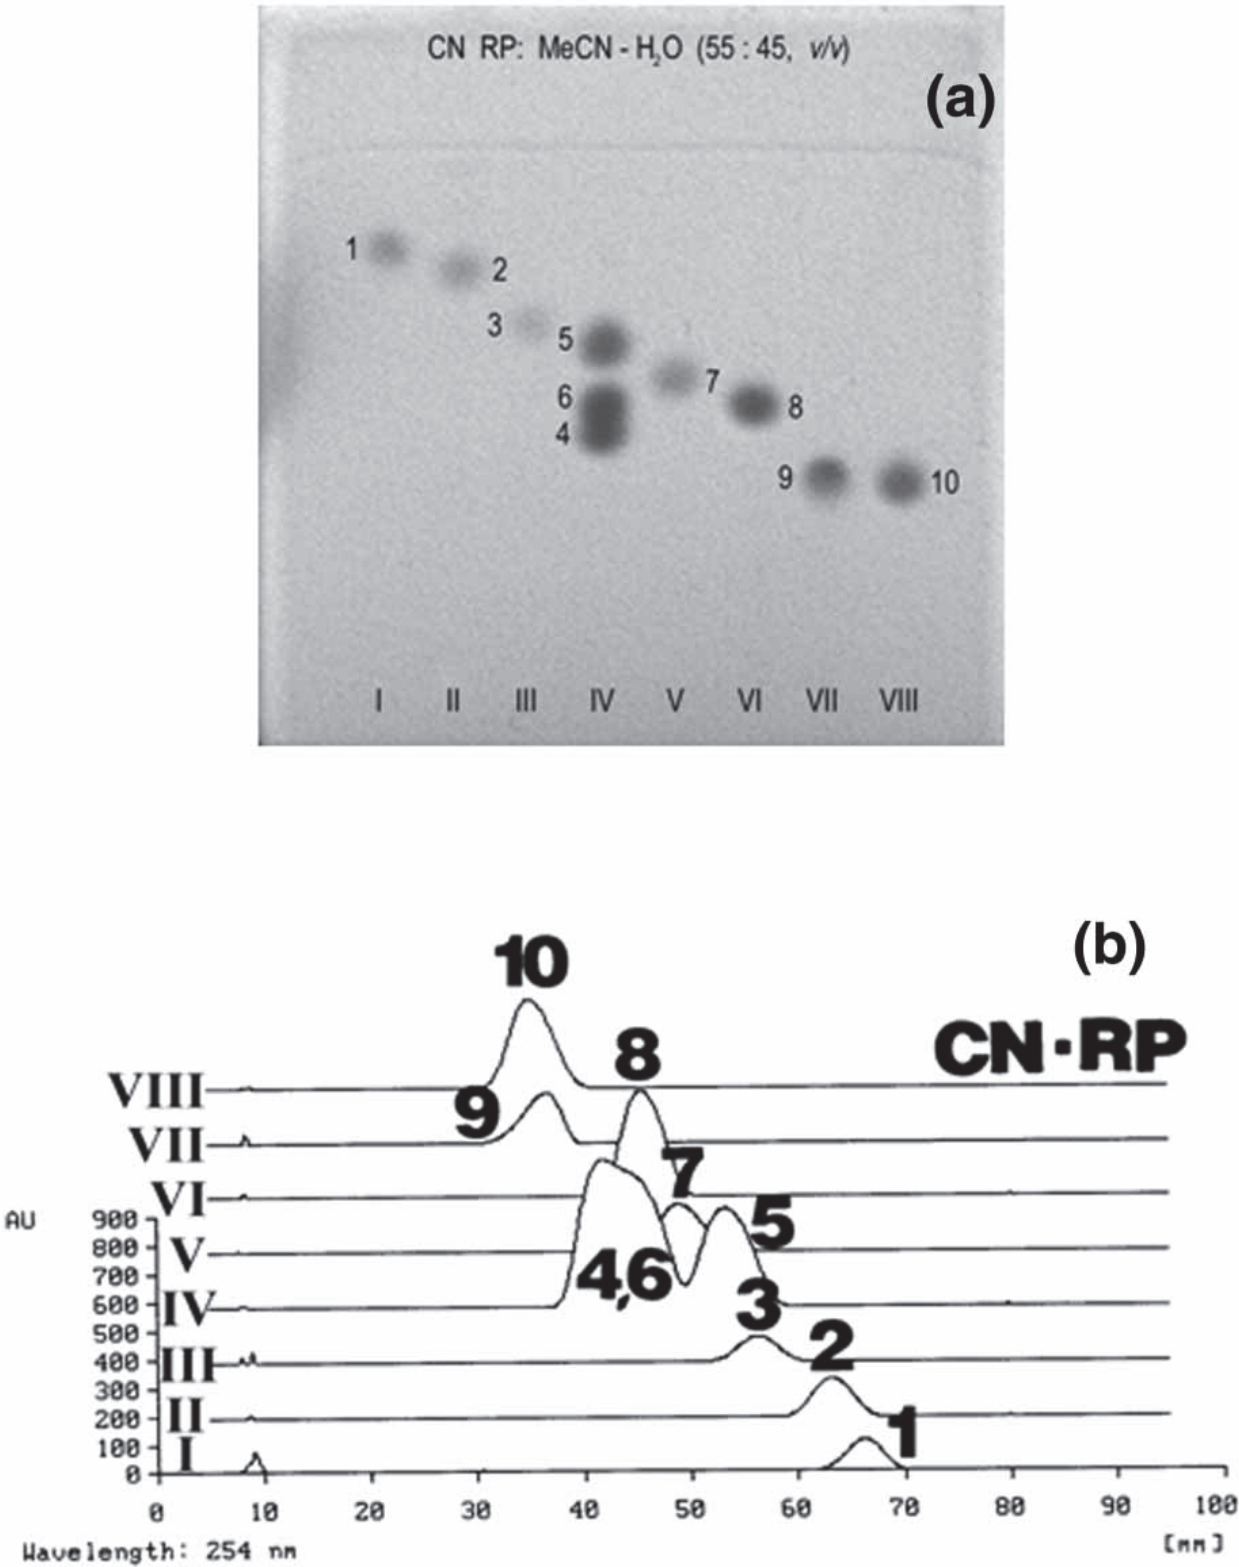 CN RP: MeCN - H₂O (55 : 45, v/v)
(a)
1
2
3
5
6
4
7
8
9
10
I II III IV V VI VII VIII
(b)
CN·RP
10
8
9
7
5
4,6
3
2
1
VIII
VII
VI
V
IV
III
II
I
AU
900
800
700
600
500
400
300
200
100
0
0 10 20 30 40 50 60 70 80 90 100
Wavelength: 254 nm
[mm]